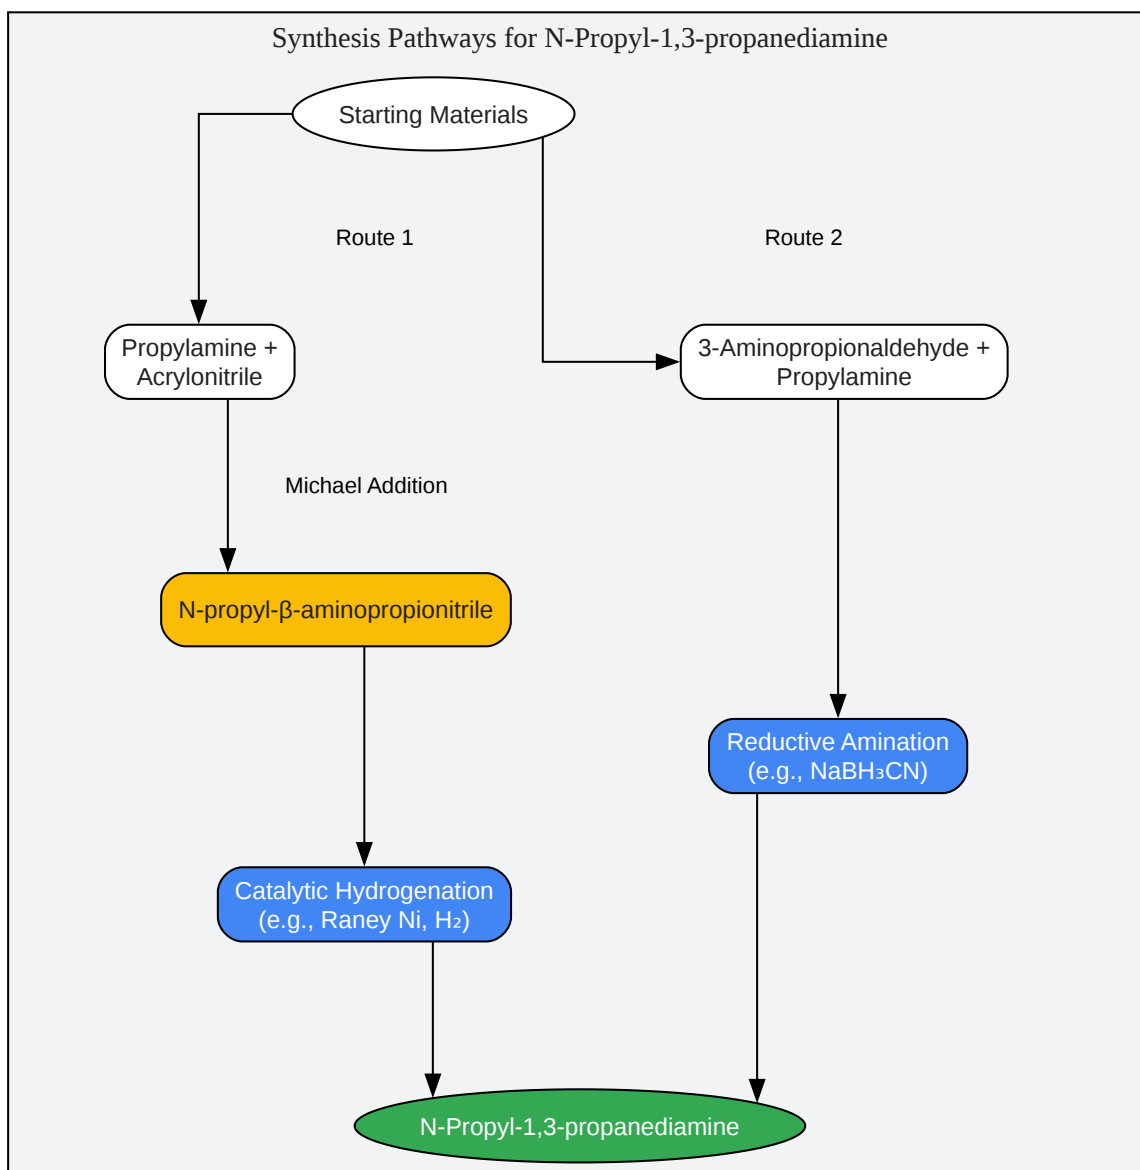 Synthesis Pathways for N-Propyl-1,3-propanediamine
Starting Materials
Route 1
Route 2
Propylamine +
Acrylonitrile
3-Aminopropionaldehyde +
Propylamine
Michael Addition
N-propyl-β-aminopropionitrile
Reductive Amination
(e.g., NaBH₃CN)
Catalytic Hydrogenation
(e.g., Raney Ni, H₂)
N-Propyl-1,3-propanediamine